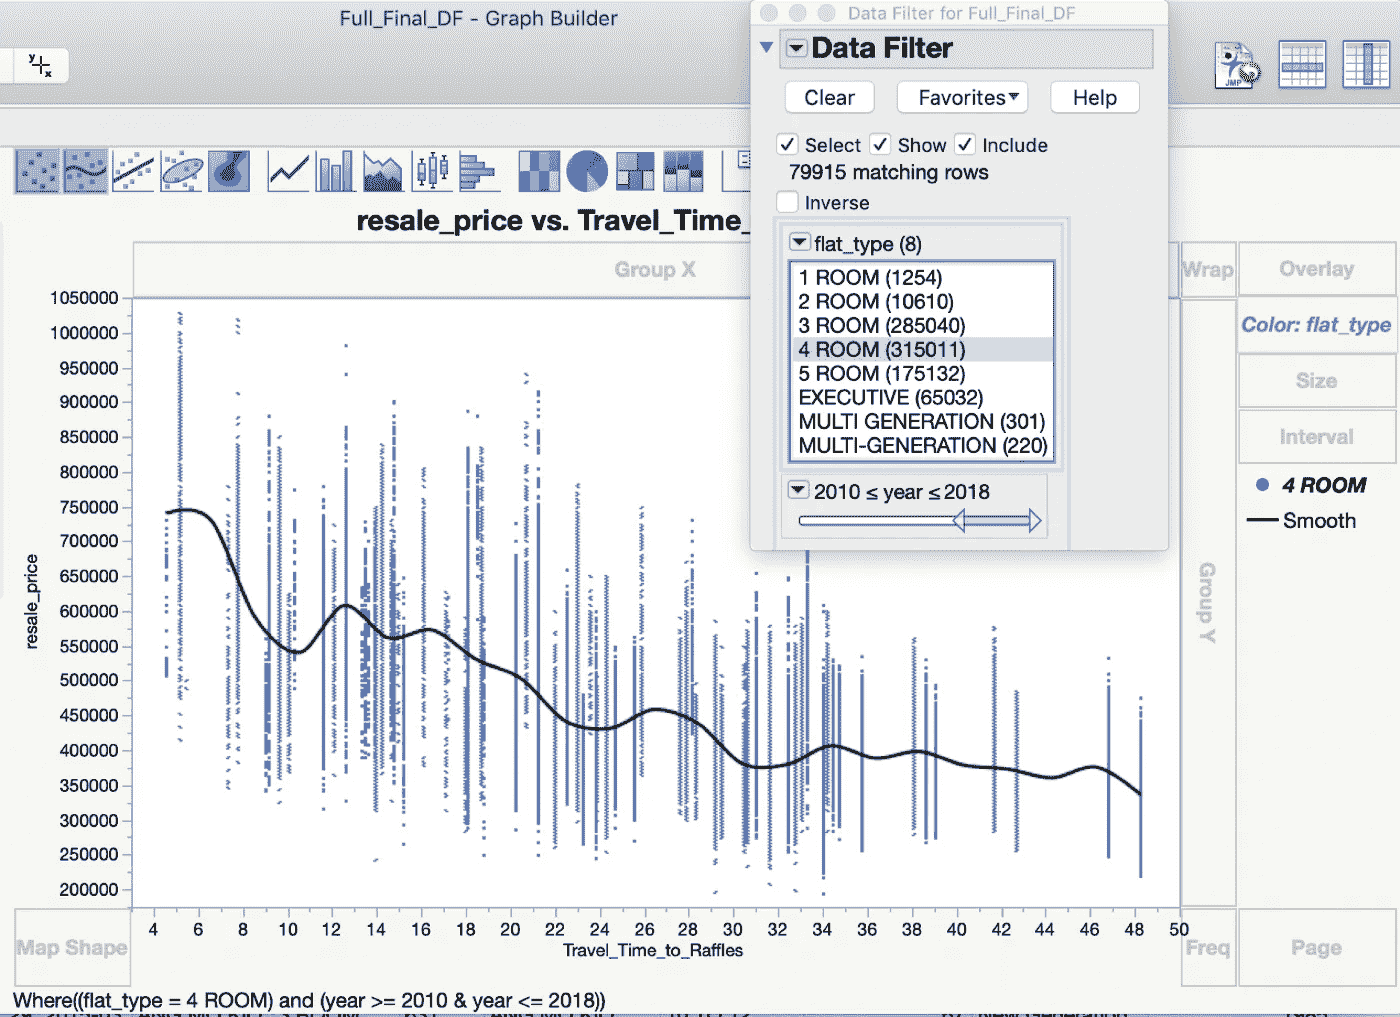 Full_Final_DF - Graph Builder
Data Filter for Full_Final_DF
Data Filter
Clear
Favorites
Help
Select
Show
Include
79915 matching rows
Inverse
flat_type (8)
1 ROOM (1254)
2 ROOM (10610)
3 ROOM (285040)
4 ROOM (315011)
5 ROOM (175132)
EXECUTIVE (65032)
MULTI GENERATION (301)
MULTI-GENERATION (220)
2010 ≤ year ≤ 2018
y
x
JMP
resale_price vs. Travel_Time_
Group X
Wrap
Overlay
Color: flat_type
Size
Interval
4 ROOM
Smooth
Group Y
resale_price
1050000
1000000
950000
900000
850000
800000
750000
700000
650000
600000
550000
500000
450000
400000
350000
300000
250000
200000
4 6 8 10 12 14 16 18 20 22 24 26 28 30 32 34 36 38 40 42 44 46 48 50
Travel_Time_to_Raffles
Map Shape
Freq
Page
Where((flat_type = 4 ROOM) and (year >= 2010 & year <= 2018))